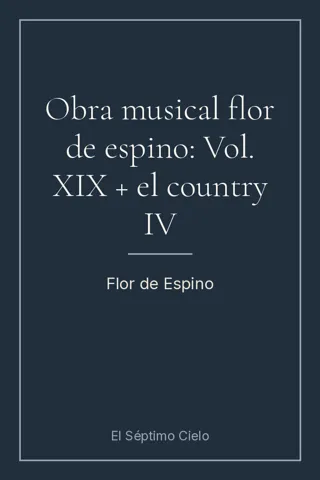 Obra musical flor
de espino: Vol.
XIX + el country
IV
Flor de Espino
El Séptimo Cielo